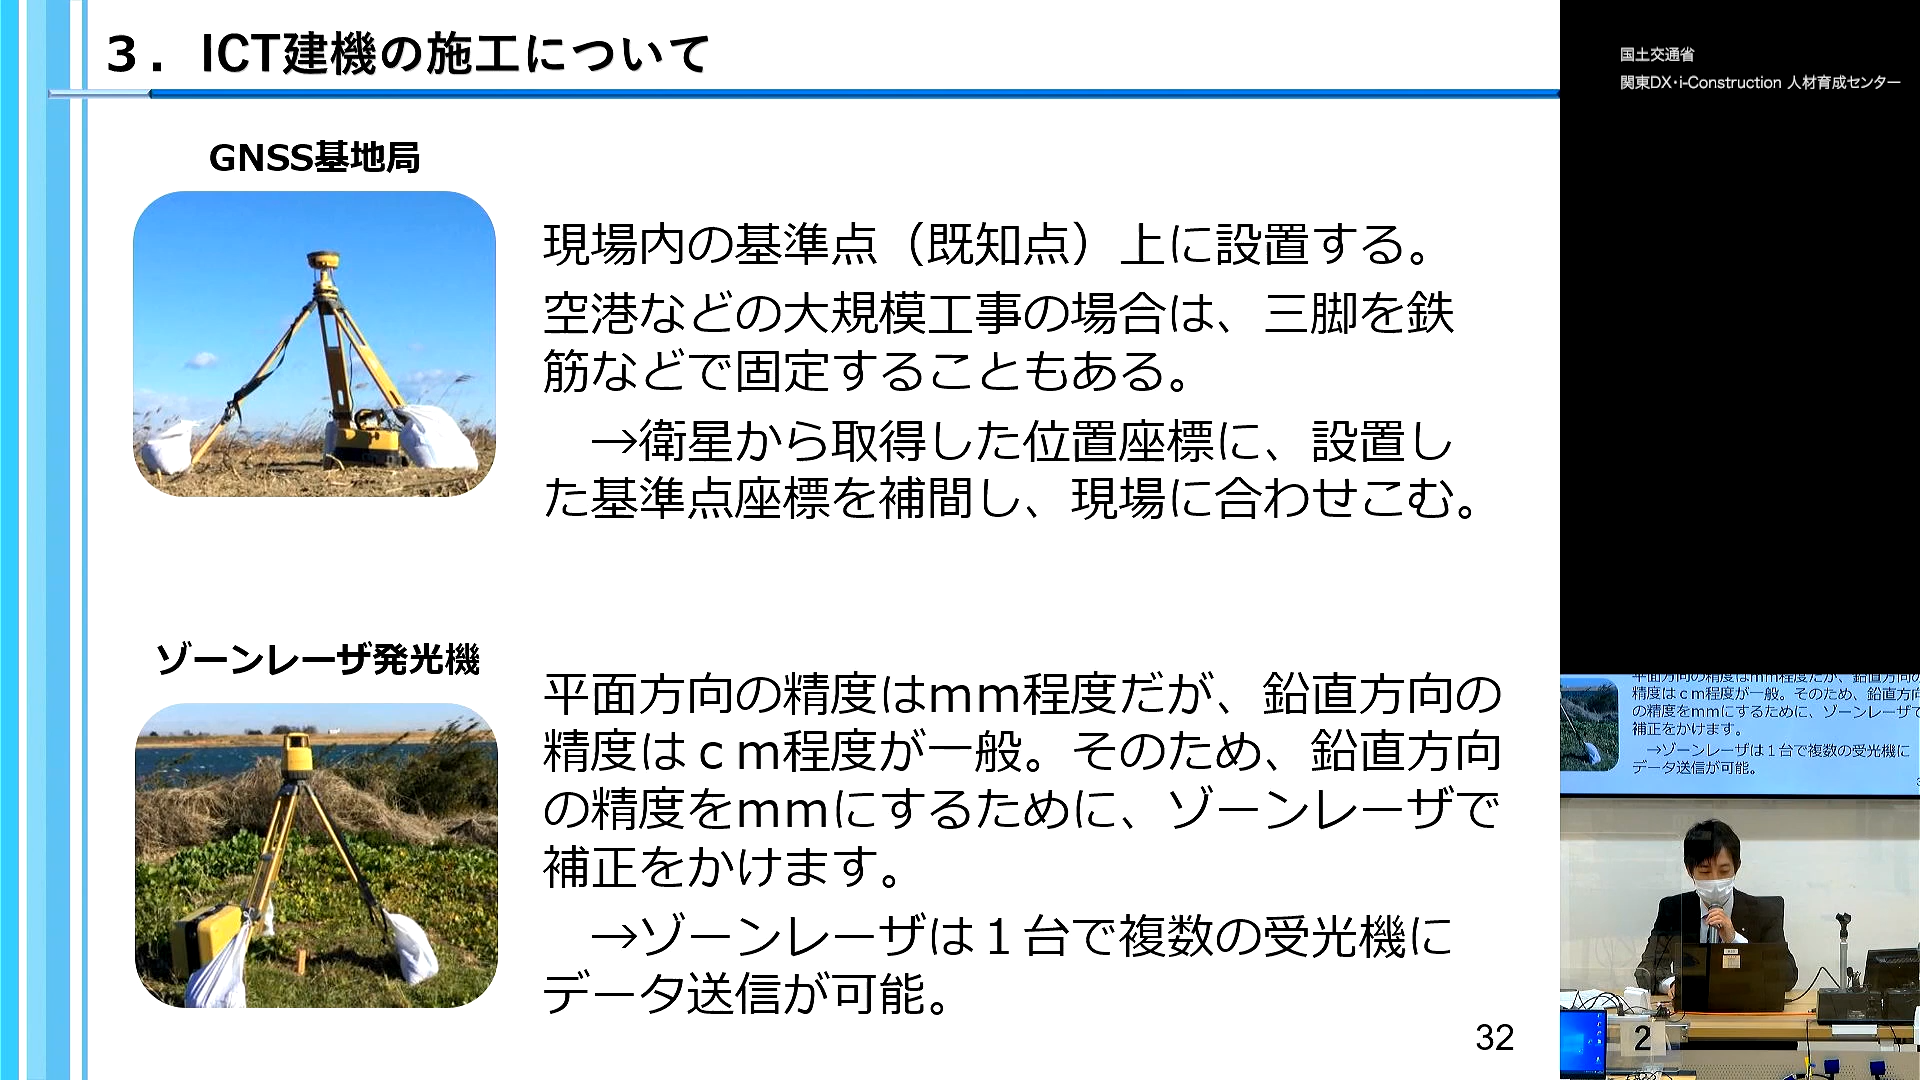 ３．ICT建機の施工について
GNSS基地局
現場内の基準点（既知点）上に設置する。
空港などの大規模工事の場合は、三脚を鉄
筋などで固定することもある。
→衛星から取得した位置座標に、設置し
た基準点座標を補間し、現場に合わせこむ。
ゾーンレーザ発光機
平面方向の精度はmm程度だが、鉛直方向の
精度はｃm程度が一般。そのため、鉛直方向
の精度をmmにするために、ゾーンレーザで
補正をかけます。
→ゾーンレーザは１台で複数の受光機に
データ送信が可能。
32
国土交通省
関東DX･i-Construction 人材育成センター
平面方向の精度はmm程度だが、鉛直方向の
精度はｃm程度が一般。そのため、鉛直方向
の精度をmmにするために、ゾーンレーザで
補正をかけます。
→ゾーンレーザは１台で複数の受光機に
データ送信が可能。
2